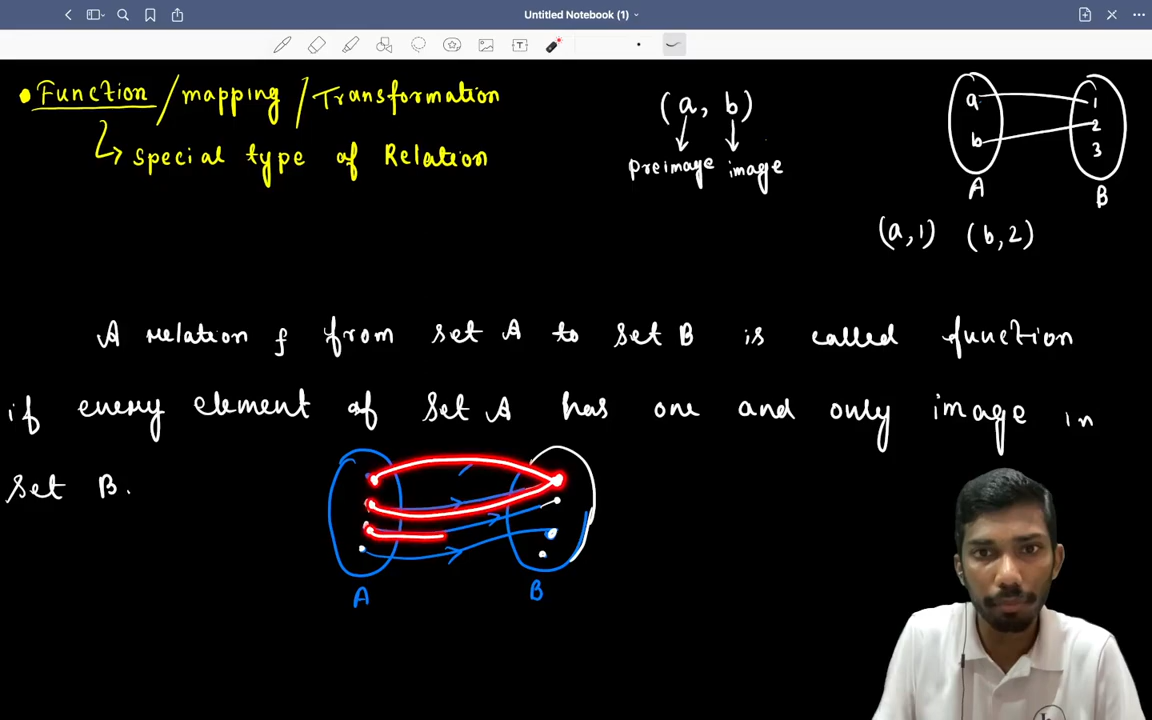 Untitled Notebook (1)
Function / mapping / Transformation
↳ special type of Relation
(a, b)
preimage image
a 1
b 2
3
A B
(a,1) (b,2)
A relation f from set A to set B is called function
if every element of set A has one and only image in
set B.
A B